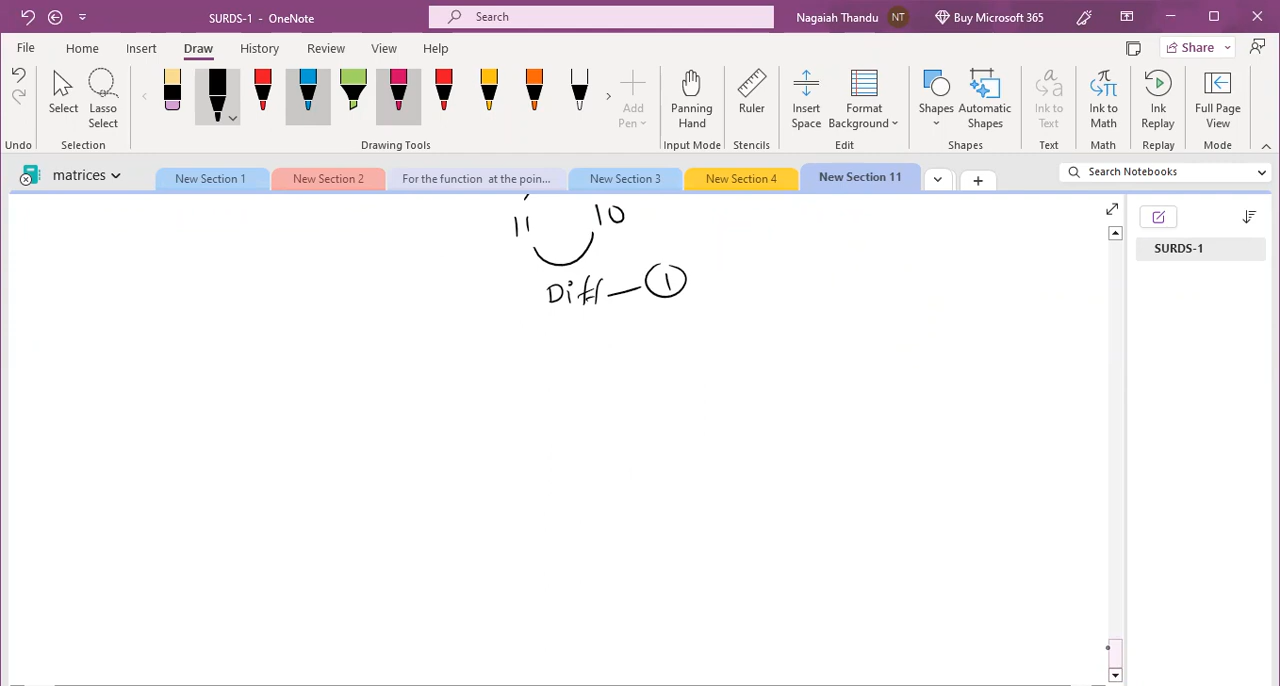 SURDS-1 - OneNote
Search
Nagaiah Thandu NT
Buy Microsoft 365
File Home Insert Draw History Review View Help
Share
Select
Lasso Select
Add Pen
Panning Hand
Ruler
Insert Space
Format Background
Shapes
Automatic Shapes
Ink to Text
Ink to Math
Ink Replay
Full Page View
Undo Selection Drawing Tools Input Mode Stencils Edit Shapes Text Math Replay Mode
matrices
New Section 1 New Section 2 For the function at the poin... New Section 3 New Section 4 New Section 11
Search Notebooks
SURDS-1
11 10
Diff — 1